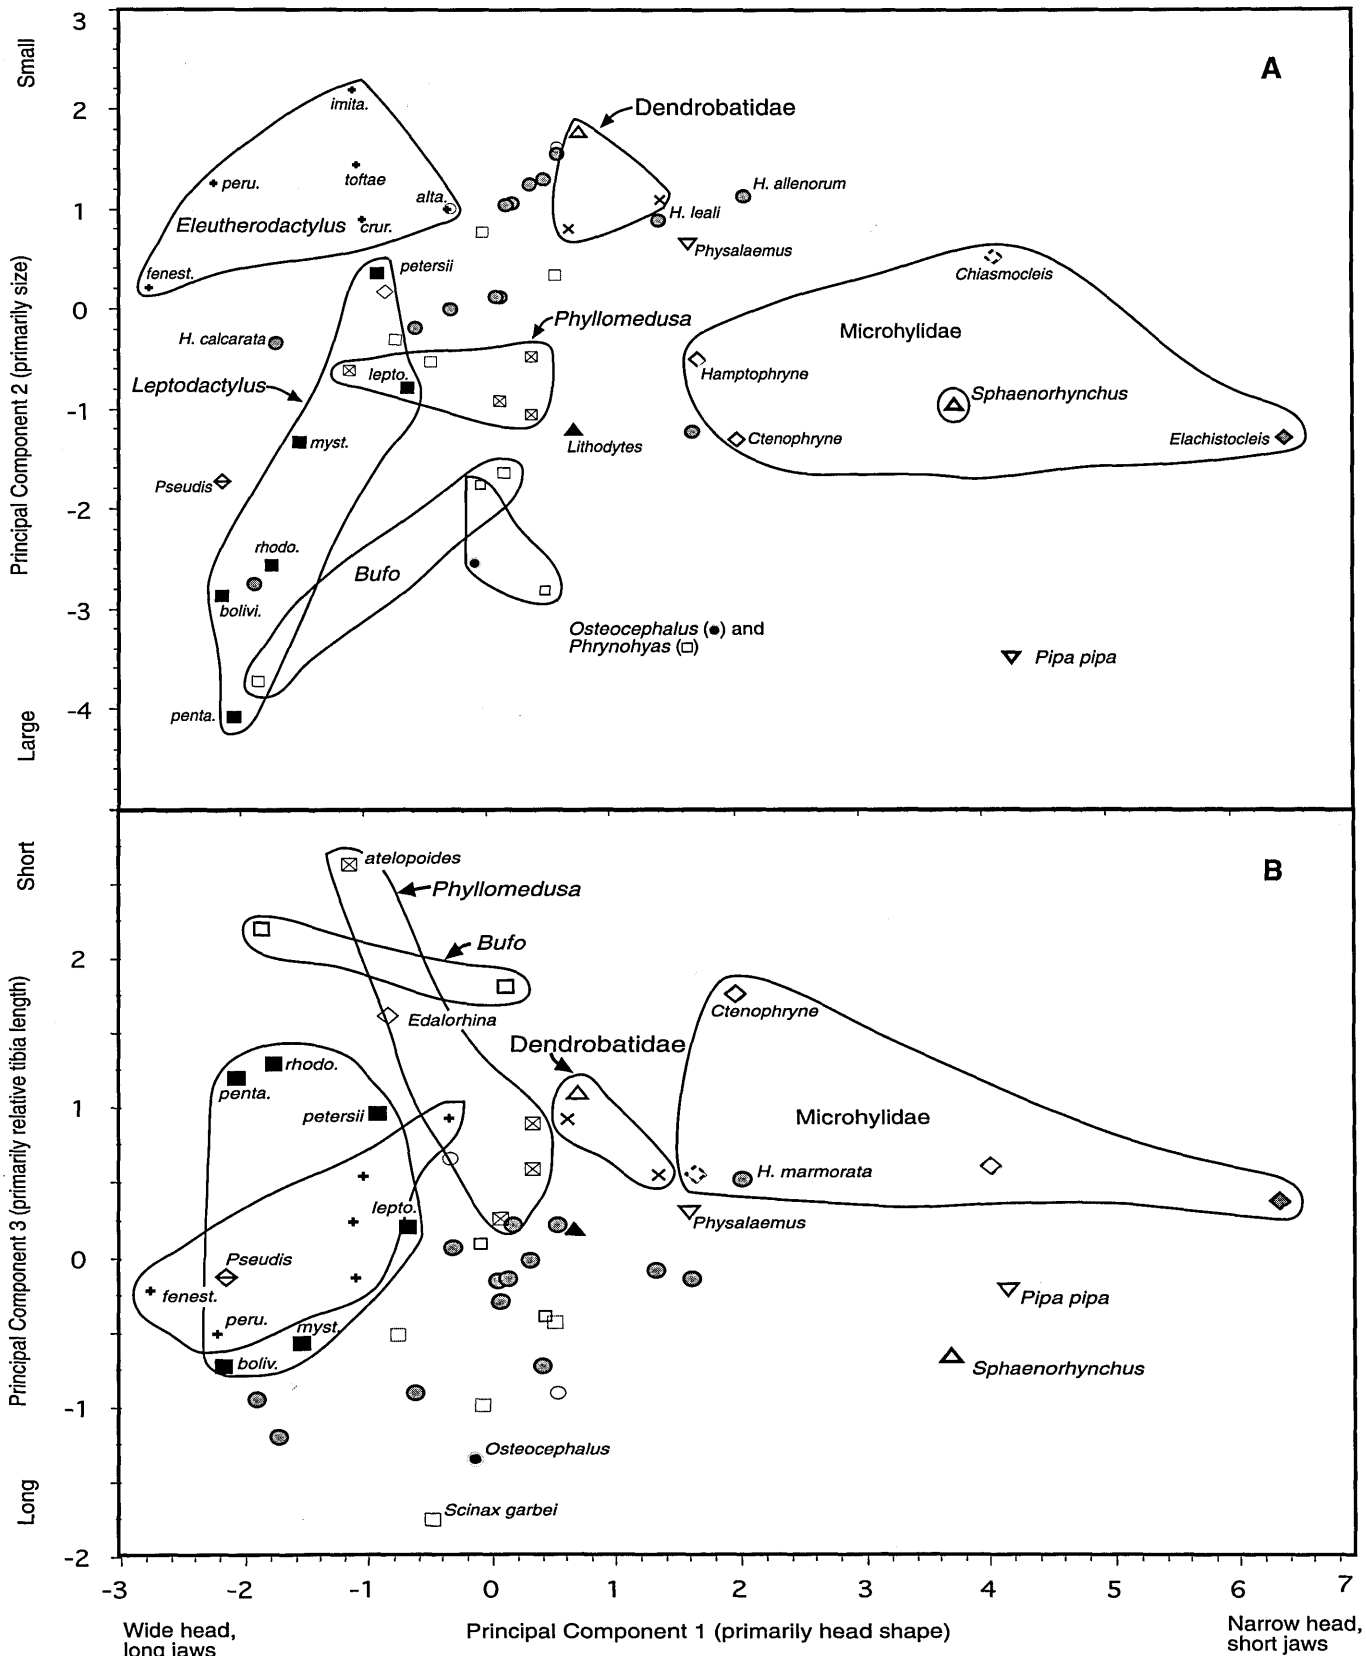 3
Small
A
2
imita.
Dendrobatidae
peru.
toftae
H. allenorum
alta.
1
Eleutherodactylus
crur.
H. leali
Physalaemus
fenest.
petersii
Chiasmocleis
0
Phyllomedusa
Microhylidae
H. calcarata
Hamptophryne
Leptodactylus
lepto.
Sphaenorhynchus
-1
myst.
Lithodytes
Ctenophryne
Elachistocleis
Pseudis
-2
rhodo.
Bufo
bolivi.
-3
Osteocephalus (●) and
Phrynohyas (□)
Pipa pipa
penta.
-4
Large
Principal Component 2 (primarily size)
Short
atelopoides
B
Phyllomedusa
Bufo
2
Edalorhina
Ctenophryne
Dendrobatidae
rhodo.
penta.
petersii
1
Microhylidae
H. marmorata
lepto.
Physalaemus
0
Pseudis
fenest.
Pipa pipa
peru.
myst.
boliv.
Sphaenorhynchus
-1
Osteocephalus
Scinax garbei
Long
-2
Principal Component 3 (primarily relative tibia length)
-3 -2 -1 0 1 2 3 4 5 6 7
Wide head,
long jaws
Principal Component 1 (primarily head shape)
Narrow head,
short jaws